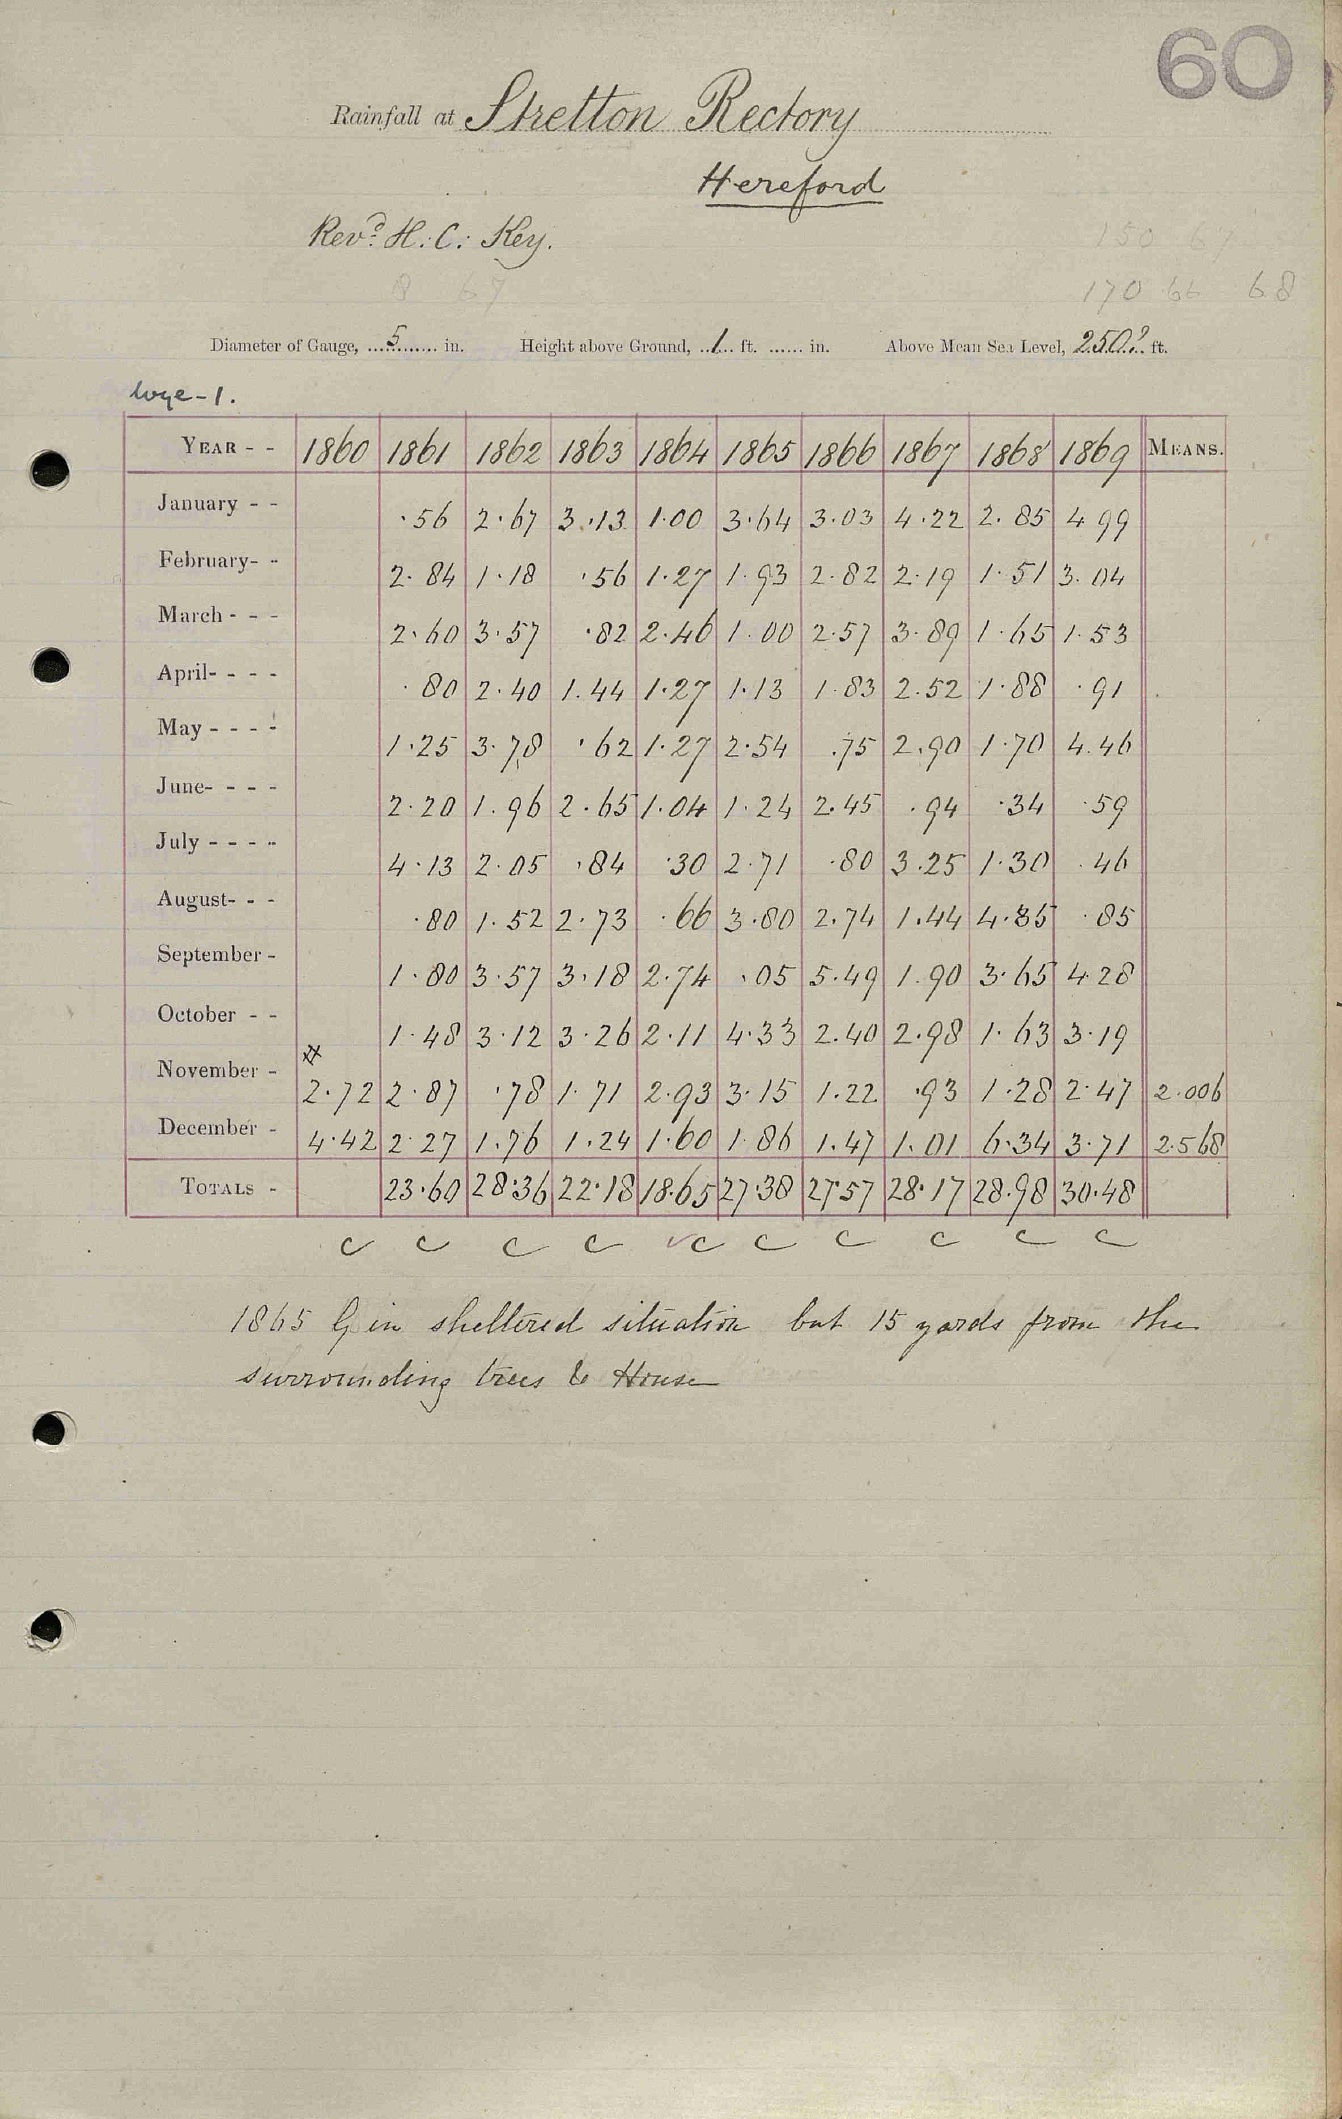 60
Rainfall at Stretton Rectory
Hereford
Revd. H. C. Key.
150 67
8 67 170 66 68
Diameter of Gauge, 5 in. Height above Ground, 1 ft. in. Above Mean Sea Level, 250? ft.
Wye - 1.
YEAR - - 1860 1861 1862 1863 1864 1865 1866 1867 1868 1869 MEANS.
January - - .56 2.67 3.13 1.00 3.64 3.03 4.22 2.85 4.99
February - - 2.84 1.18 .56 1.27 1.93 2.82 2.19 1.51 3.04
March - - - 2.60 3.57 .82 2.46 1.00 2.57 3.89 1.65 1.53
April - - - - .80 2.40 1.44 1.27 1.13 1.83 2.52 1.88 .91
May - - - - 1.25 3.78 .62 1.27 2.54 .75 2.90 1.70 4.46
June - - - - 2.20 1.96 2.65 1.04 1.24 2.45 .94 .34 .59
July - - - - 4.13 2.05 .84 .30 2.71 .80 3.25 1.30 .46
August - - - .80 1.52 2.73 .66 3.80 2.74 1.44 4.85 .85
September - 1.80 3.57 3.18 2.74 .05 5.49 1.90 3.65 4.28
October - - 1.48 3.12 3.26 2.11 4.33 2.40 2.98 1.63 3.19
November - 2.72 2.87 .78 1.71 2.93 3.15 1.22 .93 1.28 2.47 2.006
December - 4.42 2.27 1.76 1.24 1.60 1.86 1.47 1.01 6.34 3.71 2.568
TOTALS - 23.60 28.36 22.18 18.65 27.38 27.57 28.17 28.98 30.48
c c c c c c c c c c
1865 G in sheltered situation but 15 yards from the
surrounding trees & House